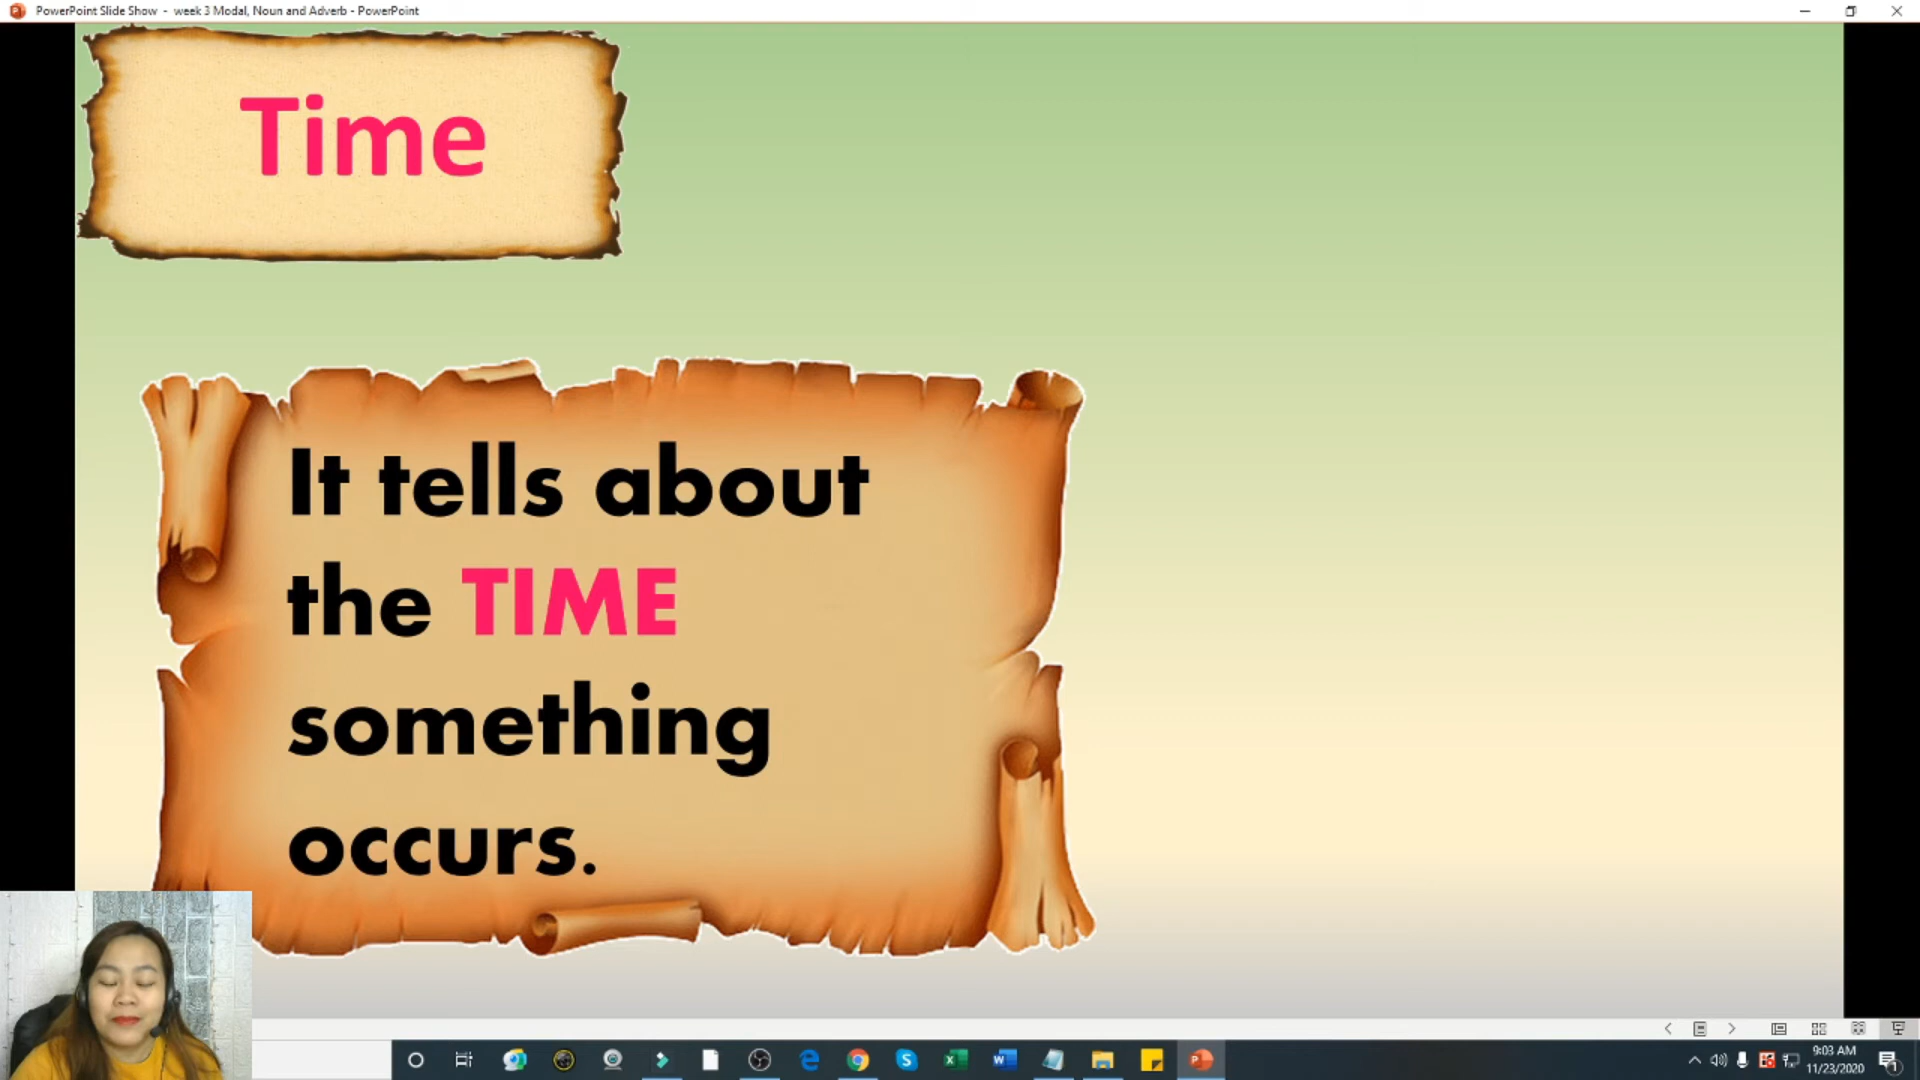 PowerPoint Slide Show - week 3 Modal, Noun and Adverb - PowerPoint
Time
It tells about
the TIME
something
occurs.
9:03 AM
11/23/2020